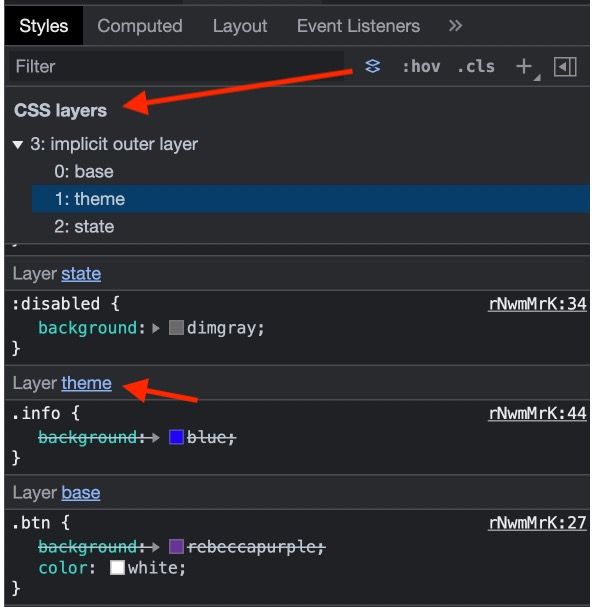 Styles Computed Layout Event Listeners »
Filter :hov .cls +
CSS layers
▼ 3: implicit outer layer
0: base
1: theme
2: state
}
Layer state
:disabled { rNwmMrK:34
background: ▶ dimgray;
}
Layer theme
.info { rNwmMrK:44
background: ▶ blue;
}
Layer base
.btn { rNwmMrK:27
background: ▶ rebeccapurple;
color: white;
}